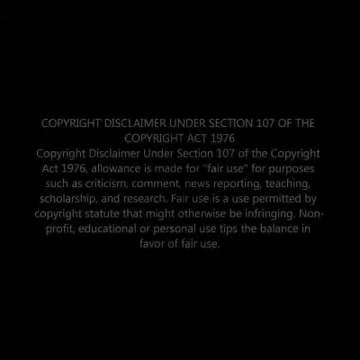 COPYRIGHT DISCLAIMER UNDER SECTION 107 OF THE
COPYRIGHT ACT 1976
Copyright Disclaimer Under Section 107 of the Copyright
Act 1976, allowance is made for "fair use" for purposes
such as criticism, comment, news reporting, teaching,
scholarship, and research. Fair use is a use permitted by
copyright statute that might otherwise be infringing. Non-
profit, educational or personal use tips the balance in
favor of fair use.